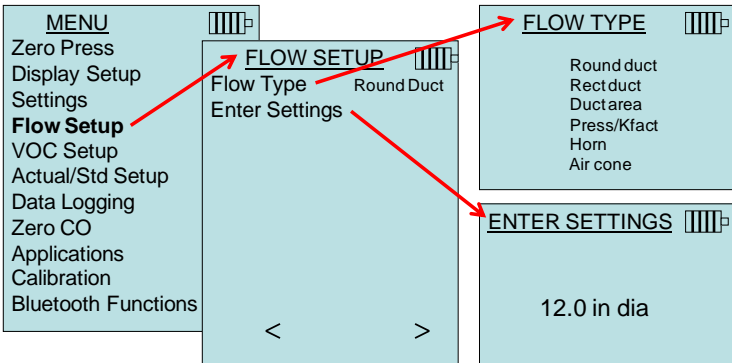 MENU
Zero Press
Display Setup
Settings
Flow Setup
VOC Setup
Actual/Std Setup
Data Logging
Zero CO
Applications
Calibration
Bluetooth Functions
FLOW SETUP
Flow Type Round Duct
Enter Settings
< >
FLOW TYPE
Round duct
Rect duct
Duct area
Press/Kfact
Horn
Air cone
ENTER SETTINGS
12.0 in dia